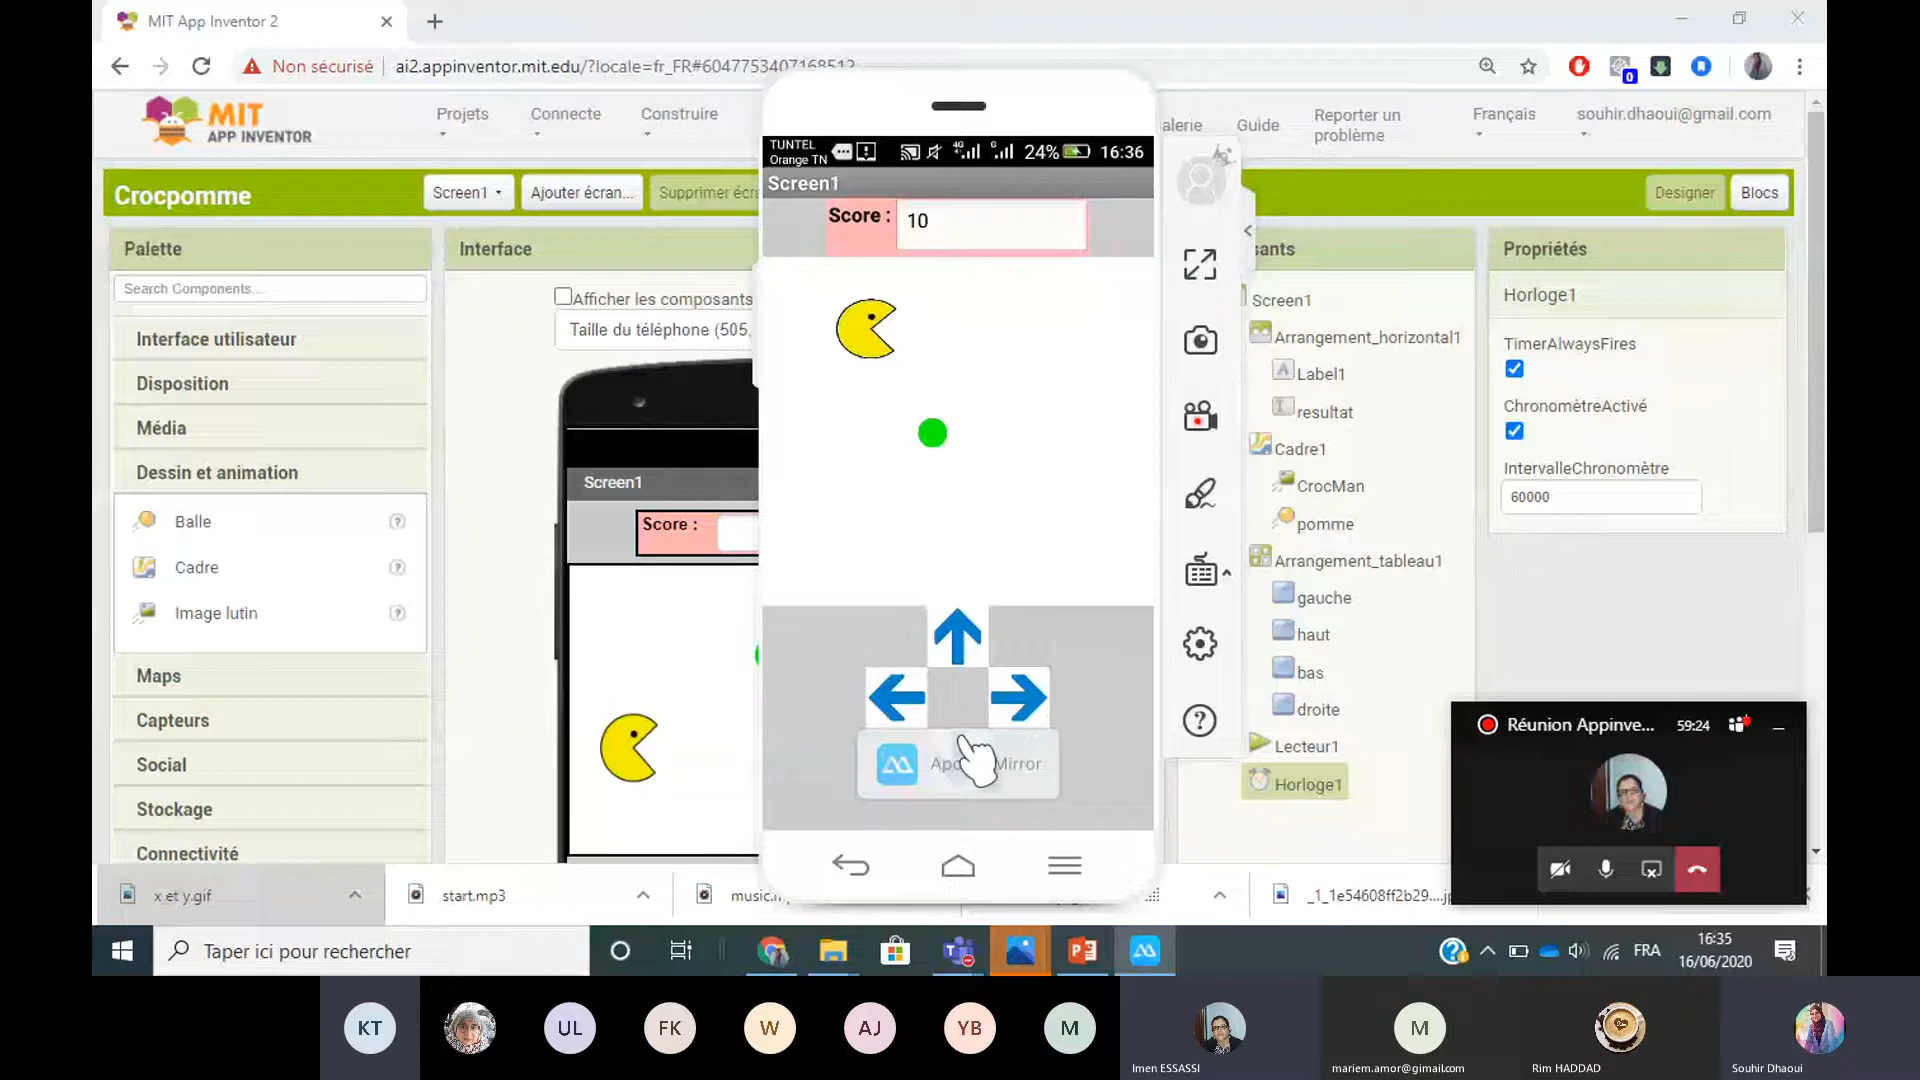 MIT App Inventor 2
Non sécurisé
ai2.appinventor.mit.edu/?locale=fr_FR#6047753407168512
0
MIT
APP INVENTOR
Projets
Connecte
Construire
alerie
Guide
Reporter un
problème
Français
souhir.dhaoui@gmail.com
Crocpomme
Screen1
Ajouter écran...
Supprimer écra
Designer
Blocs
Palette
Search Components...
Interface utilisateur
Disposition
Média
Dessin et animation
Balle
Cadre
Image lutin
Maps
Capteurs
Social
Stockage
Connectivité
Interface
Afficher les composants
Taille du téléphone (505,
Screen1
Score :
TUNTEL
Orange TN
24%
16:36
Screen1
Score :
10
Mirror
sants
Screen1
Arrangement_horizontal1
Label1
resultat
Cadre1
CrocMan
pomme
Arrangement_tableau1
gauche
haut
bas
droite
Lecteur1
Horloge1
Propriétés
Horloge1
TimerAlwaysFires
ChronomètreActivé
IntervalleChronomètre
60000
Réunion Appinve...
59:24
x et y.gif
start.mp3
_1_1e54608ff2b29....j
Taper ici pour rechercher
FRA
16:35
16/06/2020
KT
UL
FK
W
AJ
YB
M
M
Imen ESSASSI
mariem.amor@gimail.com
Rim HADDAD
Souhir Dhaoui